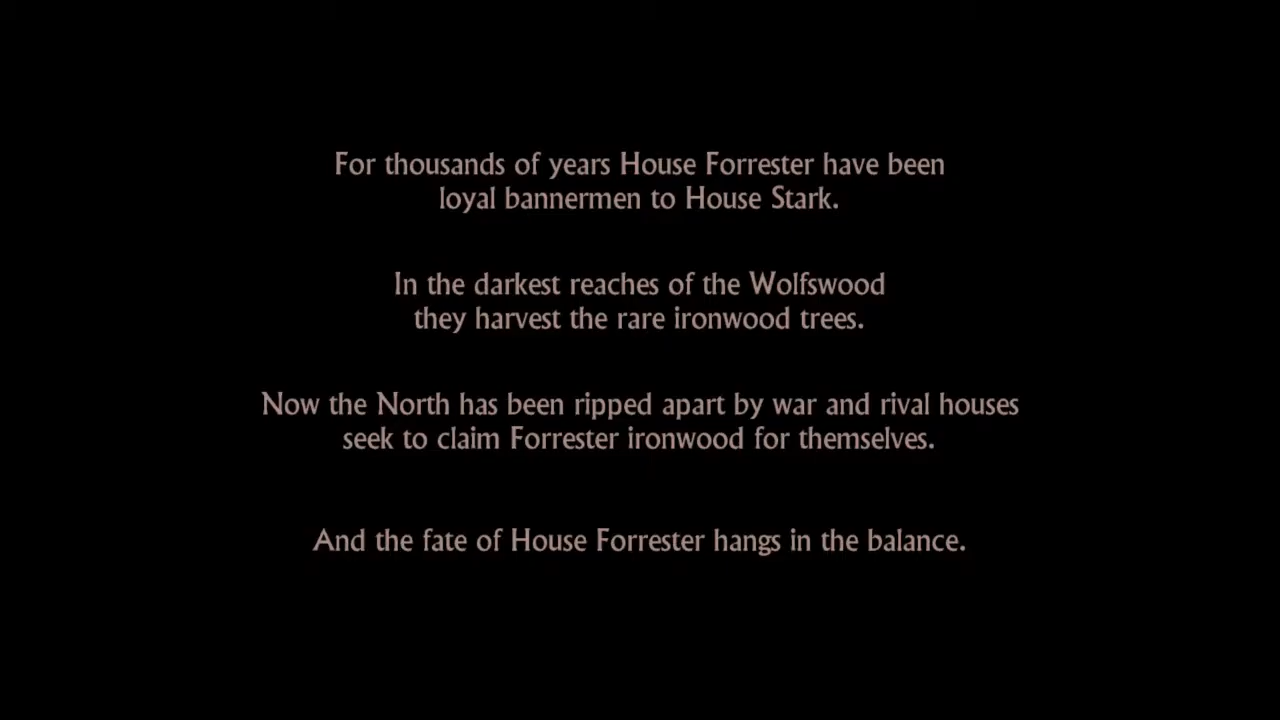 For thousands of years House Forrester have been
loyal bannermen to House Stark.
In the darkest reaches of the Wolfswood
they harvest the rare ironwood trees.
Now the North has been ripped apart by war and rival houses
seek to claim Forrester ironwood for themselves.
And the fate of House Forrester hangs in the balance.